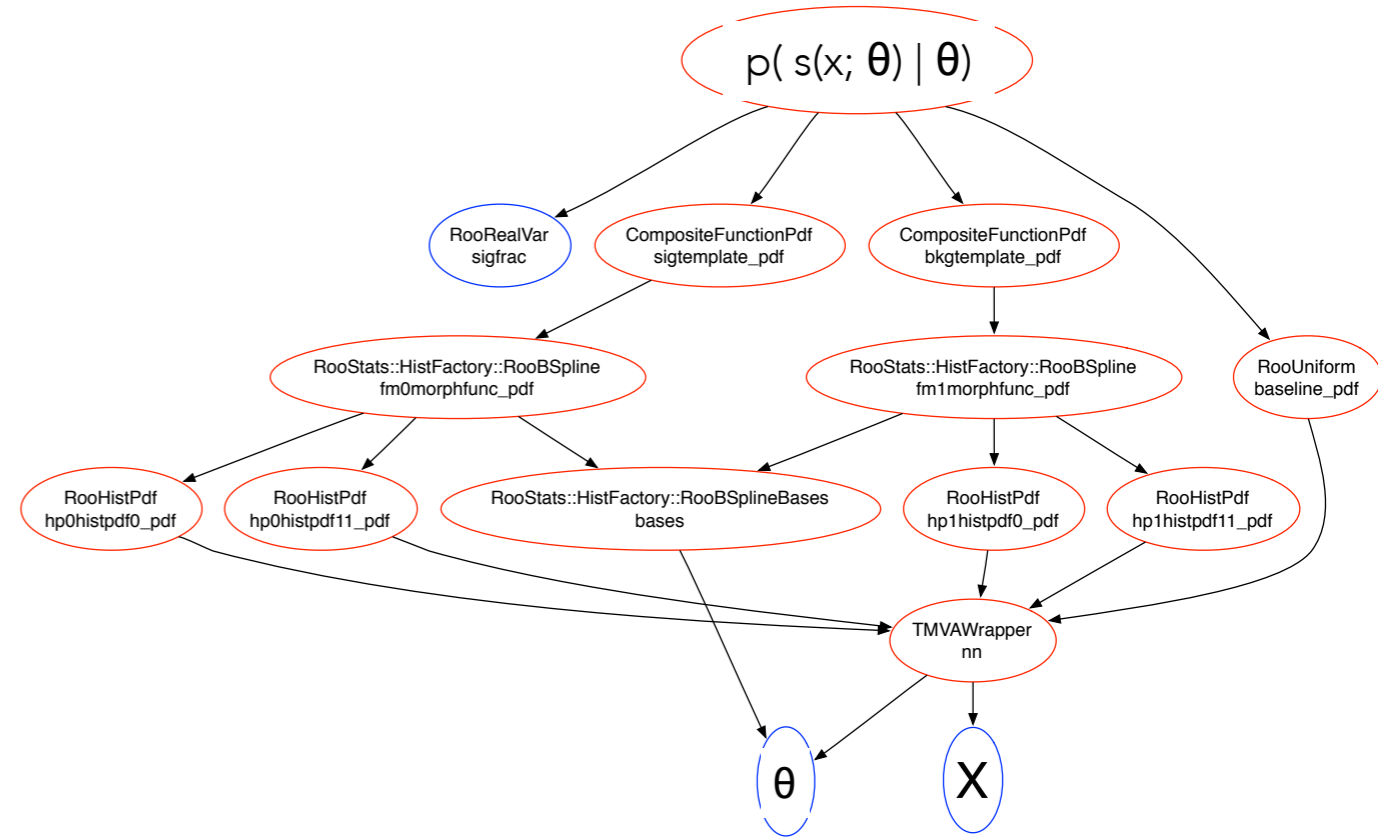 p( s(x; θ) | θ)
RooRealVar
sigfrac
CompositeFunctionPdf
sigtemplate_pdf
CompositeFunctionPdf
bkgtemplate_pdf
RooStats::HistFactory::RooBSpline
fm0morphfunc_pdf
RooStats::HistFactory::RooBSpline
fm1morphfunc_pdf
RooUniform
baseline_pdf
RooHistPdf
hp0histpdf0_pdf
RooHistPdf
hp0histpdf11_pdf
RooStats::HistFactory::RooBSplineBases
bases
RooHistPdf
hp1histpdf0_pdf
RooHistPdf
hp1histpdf11_pdf
TMVAWrapper
nn
θ
X